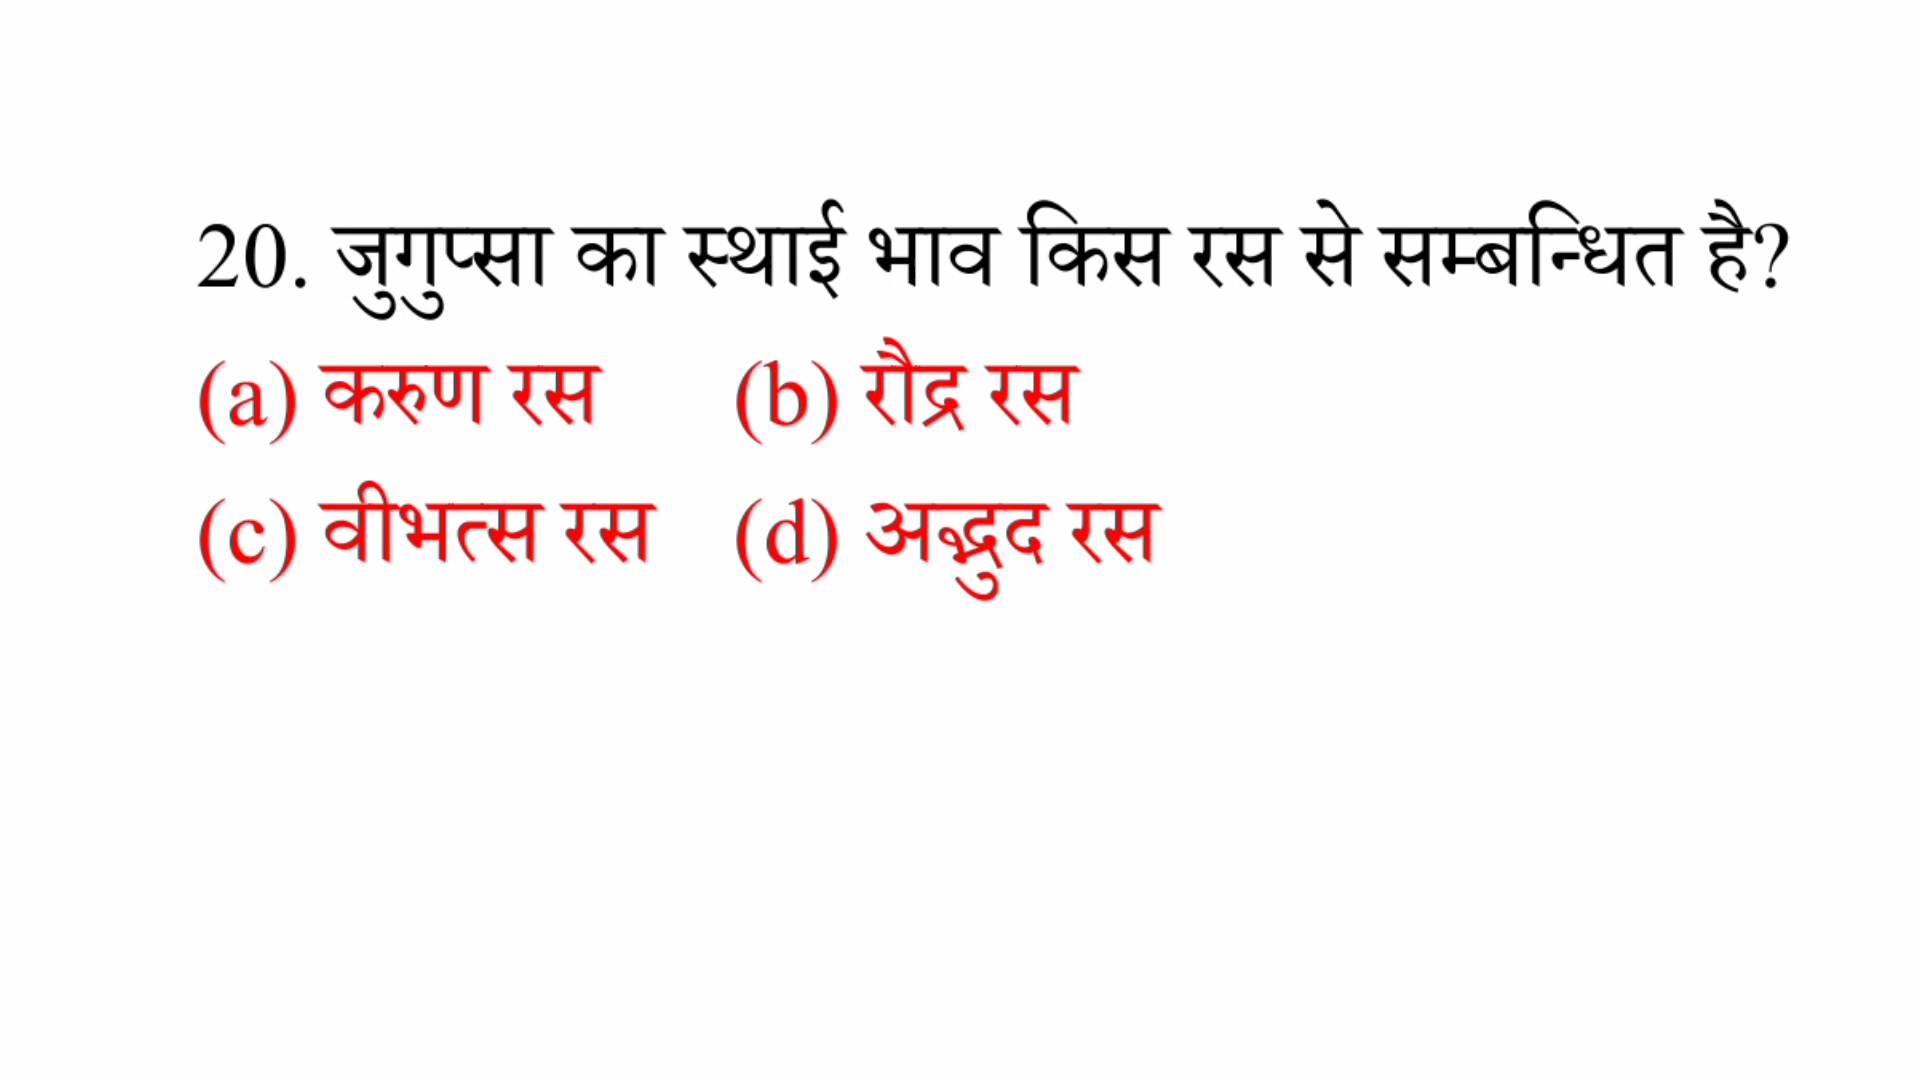 20. जुगुप्सा का स्थाई भाव किस रस से सम्बन्धित है?
(a) करुण रस (b) रौद्र रस
(c) वीभत्स रस (d) अद्भुद रस